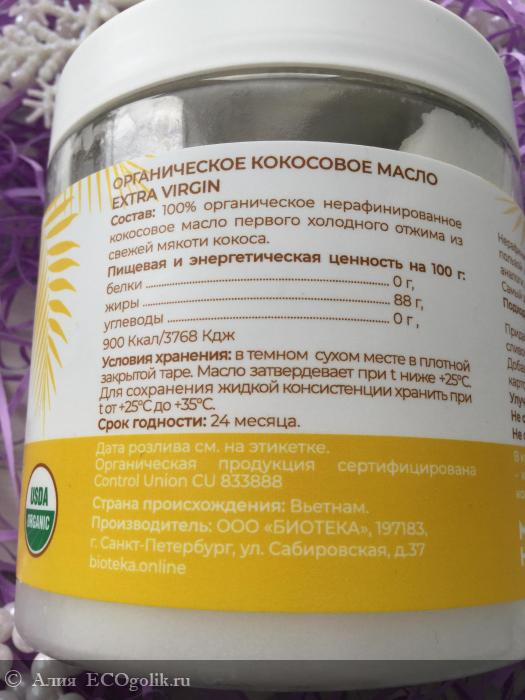 ОРГАНИЧЕСКОЕ КОКОСОВОЕ МАСЛО
EXTRA VIRGIN
Состав: 100% органическое нерафинированное
кокосовое масло первого холодного отжима из
свежей мякоти кокоса.
Пищевая и энергетическая ценность на 100 г:
белки 0 г,
жиры 88 г,
углеводы 0 г,
900 Ккал/3768 Кдж
Условия хранения: в темном сухом месте в плотной
закрытой таре. Масло затвердевает при t ниже +25°С.
Для сохранения жидкой консистенции хранить при
t от +25°С до +35°С.
Срок годности: 24 месяца.
Дата розлива см. на этикетке.
Органическая продукция сертифицирована
Control Union CU 833888
Страна происхождения: Вьетнам.
Производитель: ООО «БИОТЕКА», 197183,
г. Санкт-Петербург, ул. Сабировская, д.37
bioteka.online
USDA
ORGANIC
© Алия ECOgolik.ru